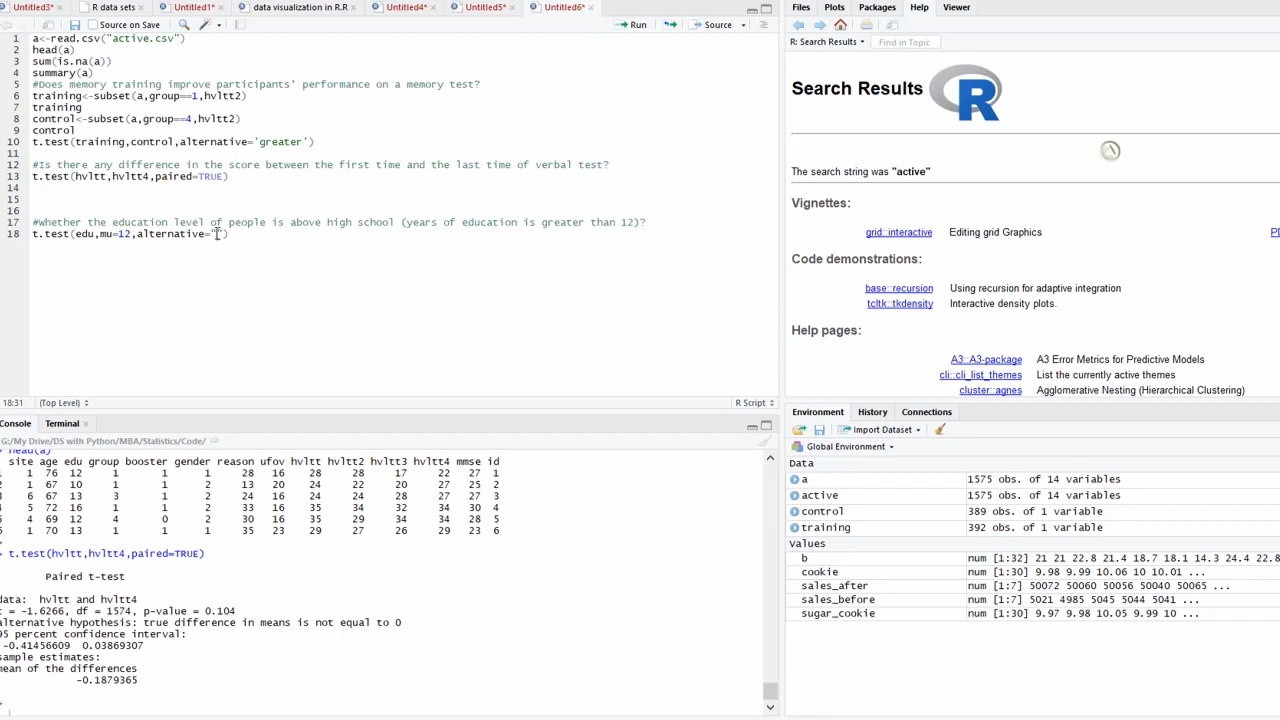 Untitled3* × R data sets × Untitled1* × data visualization in R.R × Untitled4* × Untitled5* × Untitled6* ×
Source on Save Run Source
1 a<-read.csv("active.csv")
2 head(a)
3 sum(is.na(a))
4 summary(a)
5 #Does memory training improve participants' performance on a memory test?
6 training<-subset(a,group==1,hvltt2)
7 training
8 control<-subset(a,group==4,hvltt2)
9 control
10 t.test(training,control,alternative='greater')
11
12 #Is there any difference in the score between the first time and the last time of verbal test?
13 t.test(hvltt,hvltt4,paired=TRUE)
14
15
16
17 #whether the education level of people is above high school (years of education is greater than 12)?
18 t.test(edu,mu=12,alternative=
18:31 (Top Level) R Script
Console Terminal ×
G:/My Drive/DS with Python/MBA/Statistics/Code/
head(a)
site age edu group booster gender reason ufov hvltt hvltt2 hvltt3 hvltt4 mmse id
1 76 12 1 1 1 28 16 28 28 17 22 27 1
1 67 10 1 1 2 13 20 24 22 20 27 25 2
6 67 13 3 1 2 24 16 24 24 28 27 27 3
5 72 16 1 1 2 33 16 35 34 32 34 30 4
4 69 12 4 0 2 30 16 35 29 34 34 28 5
1 70 13 1 1 1 35 23 29 27 26 29 23 6
> t.test(hvltt,hvltt4,paired=TRUE)
Paired t-test
data: hvltt and hvltt4
t = -1.6266, df = 1574, p-value = 0.104
alternative hypothesis: true difference in means is not equal to 0
95 percent confidence interval:
-0.41456609 0.03869307
sample estimates:
mean of the differences
-0.1879365
Files Plots Packages Help Viewer
R: Search Results Find in Topic
Search Results R
The search string was "active"
Vignettes:
grid::interactive Editing grid Graphics
Code demonstrations:
base::recursion Using recursion for adaptive integration
tcltk::tkdensity Interactive density plots.
Help pages:
A3::A3-package A3 Error Metrics for Predictive Models
cli::cli_list_themes List the currently active themes
cluster::agnes Agglomerative Nesting (Hierarchical Clustering)
Environment History Connections
Import Dataset
Global Environment
Data
a 1575 obs. of 14 variables
active 1575 obs. of 14 variables
control 389 obs. of 1 variable
training 392 obs. of 1 variable
Values
b num [1:32] 21 21 22.8 21.4 18.7 18.1 14.3 24.4 22.8
cookie num [1:30] 9.98 9.99 10.06 10 10.01 ...
sales_after num [1:7] 50072 50060 50056 50040 50065 ...
sales_before num [1:7] 5021 4985 5045 5044 5041 ...
sugar_cookie num [1:30] 9.97 9.98 10.05 9.99 10 ...